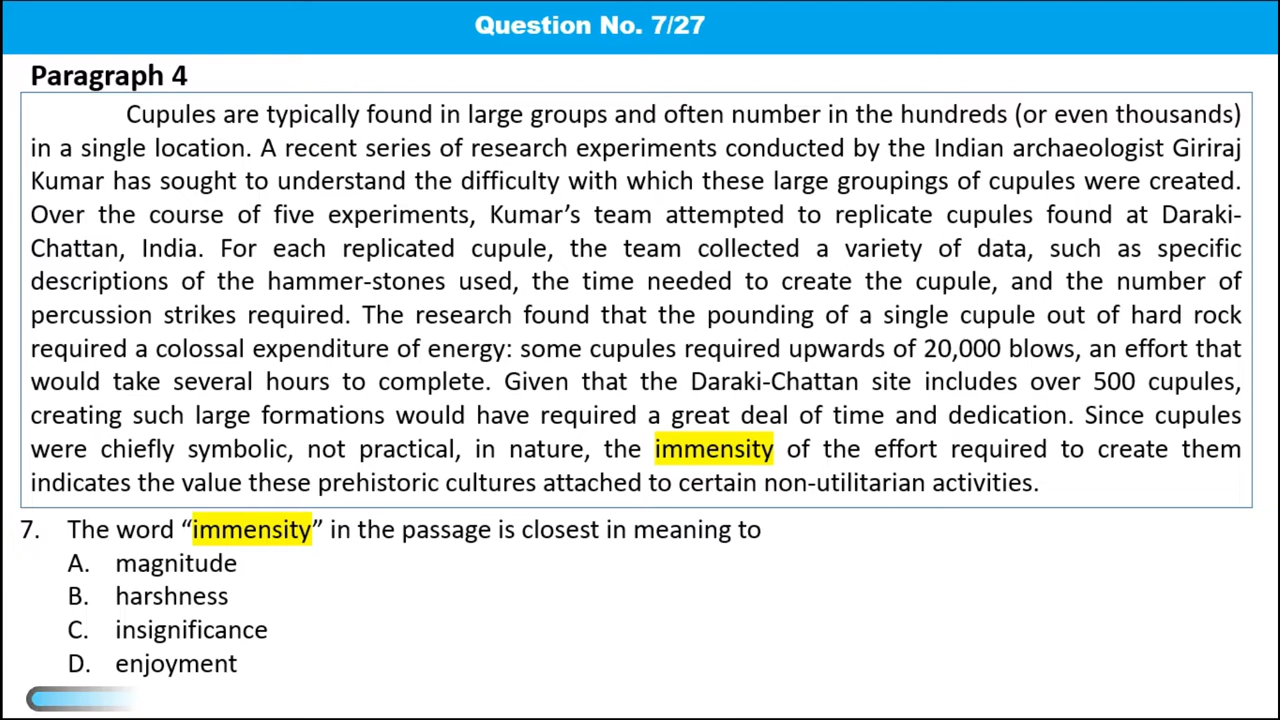 Question No. 7/27
Paragraph 4
Cupules are typically found in large groups and often number in the hundreds (or even thousands)
in a single location. A recent series of research experiments conducted by the Indian archaeologist Giriraj
Kumar has sought to understand the difficulty with which these large groupings of cupules were created.
Over the course of five experiments, Kumar's team attempted to replicate cupules found at Daraki-
Chattan, India. For each replicated cupule, the team collected a variety of data, such as specific
descriptions of the hammer-stones used, the time needed to create the cupule, and the number of
percussion strikes required. The research found that the pounding of a single cupule out of hard rock
required a colossal expenditure of energy: some cupules required upwards of 20,000 blows, an effort that
would take several hours to complete. Given that the Daraki-Chattan site includes over 500 cupules,
creating such large formations would have required a great deal of time and dedication. Since cupules
were chiefly symbolic, not practical, in nature, the immensity of the effort required to create them
indicates the value these prehistoric cultures attached to certain non-utilitarian activities.
7. The word “immensity” in the passage is closest in meaning to
A. magnitude
B. harshness
C. insignificance
D. enjoyment